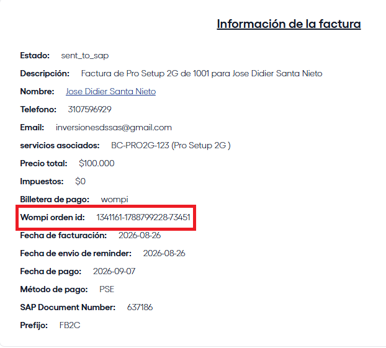 Información de la factura
Estado: sent_to_sap
Descripción: Factura de Pro Setup 2G de 1001 para Jose Didier Santa Nieto
Nombre: Jose Didier Santa Nieto
Telefono: 3107596929
Email: inversionesdssas@gmail.com
servicios asociados: BC-PRO2G-123 (Pro Setup 2G )
Precio total: $100.000
Impuestos: $0
Billetera de pago: wompi
Wompi orden id: 1341161-1788799228-73451
Fecha de facturación: 2026-08-26
Fecha de envio de reminder: 2026-08-26
Fecha de pago: 2026-09-07
Método de pago: PSE
SAP Document Number: 637186
Prefijo: FB2C